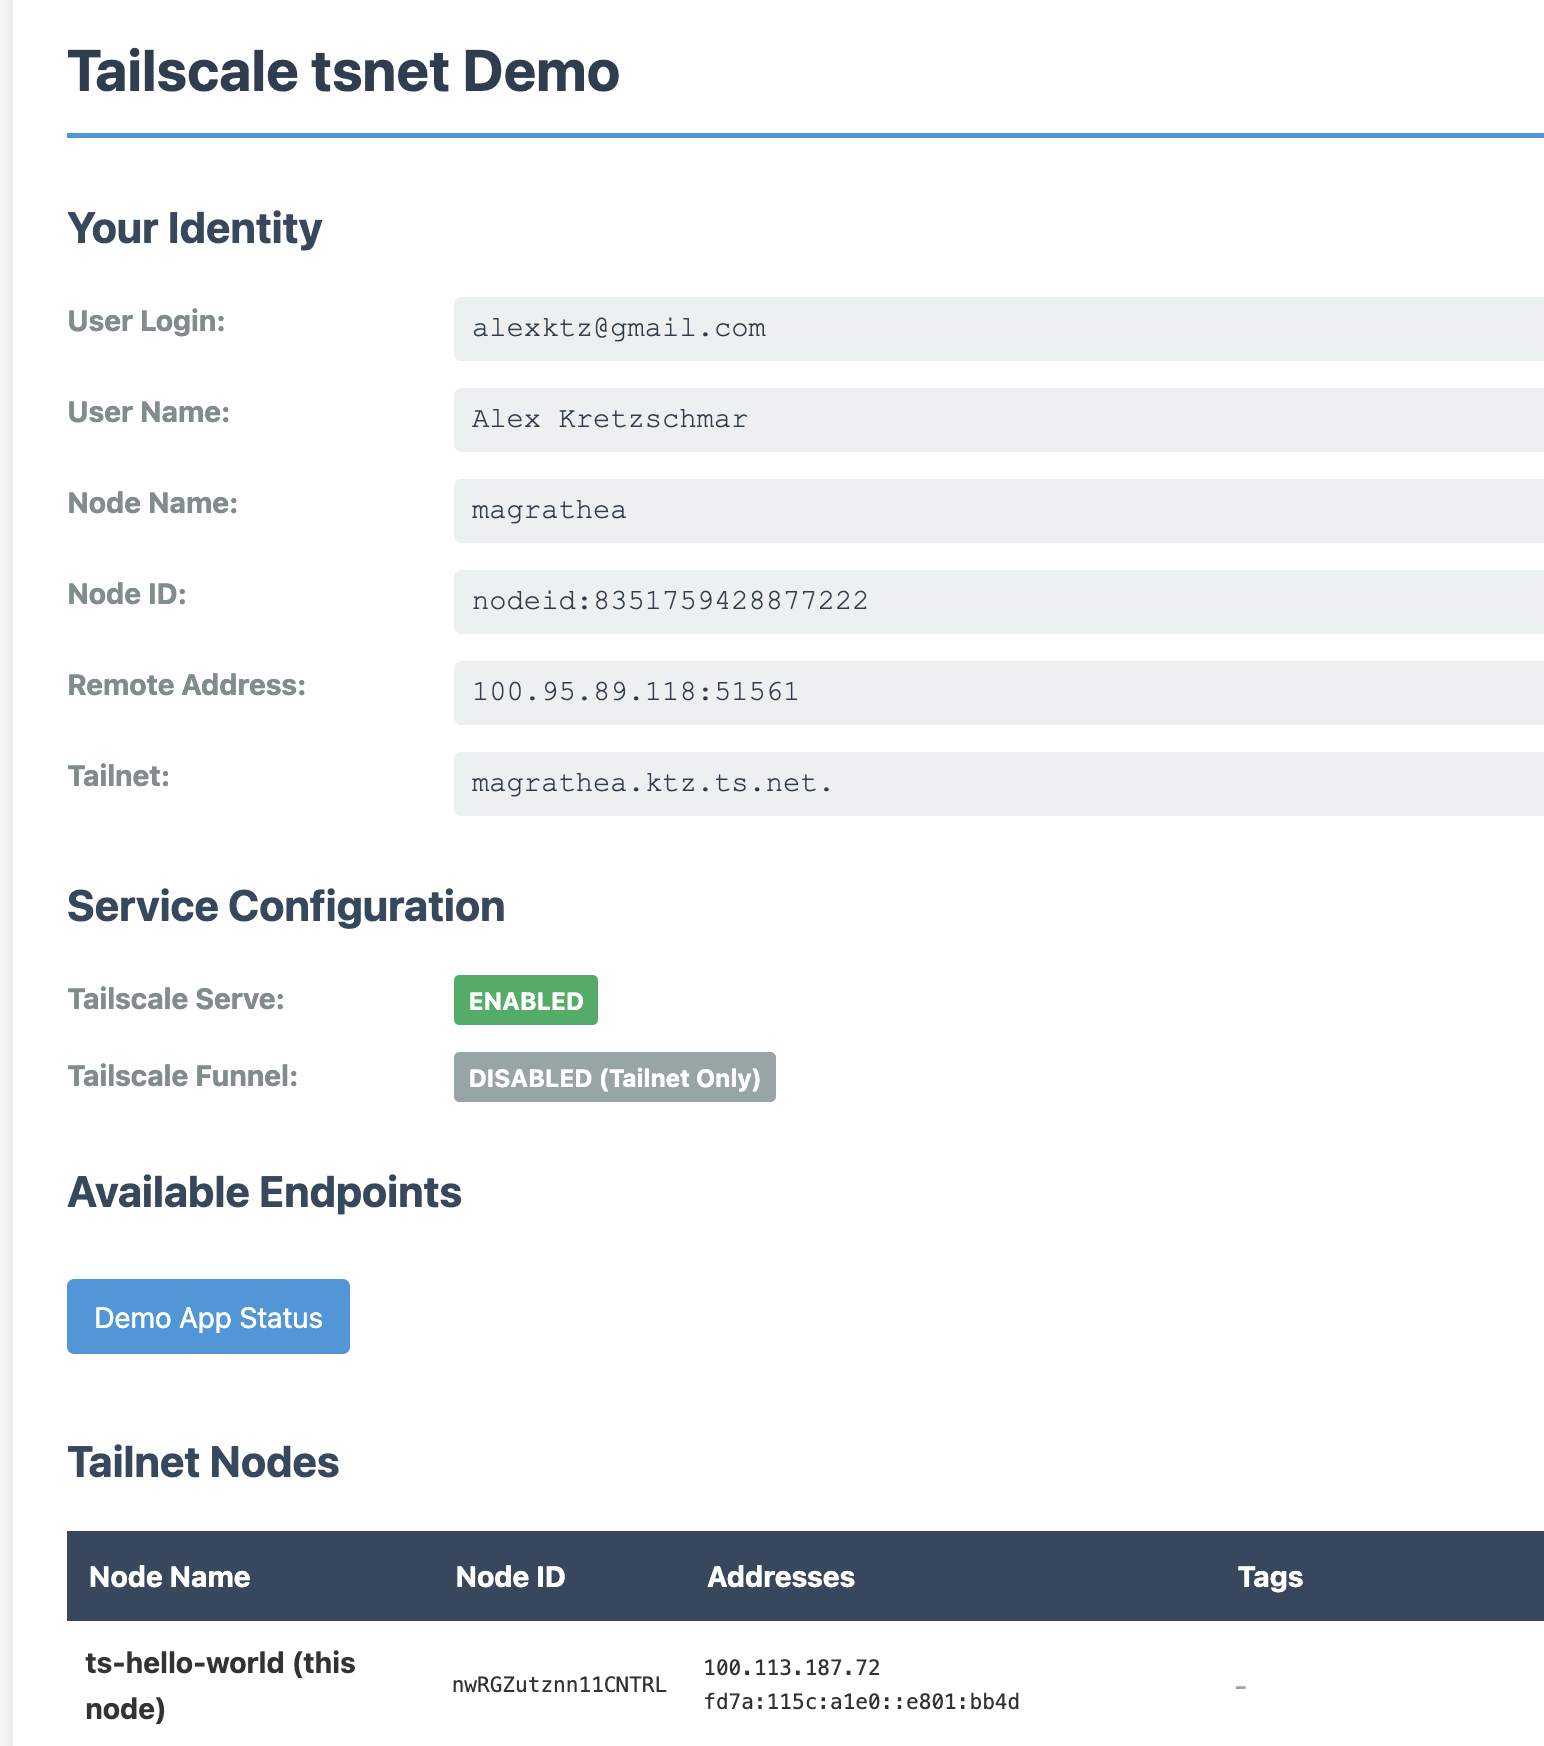 Tailscale tsnet Demo
Your Identity
User Login: alexktz@gmail.com
User Name: Alex Kretzschmar
Node Name: magrathea
Node ID: nodeid:8351759428877222
Remote Address: 100.95.89.118:51561
Tailnet: magrathea.ktz.ts.net.
Service Configuration
Tailscale Serve: ENABLED
Tailscale Funnel: DISABLED (Tailnet Only)
Available Endpoints
Demo App Status
Tailnet Nodes
Node Name Node ID Addresses Tags
ts-hello-world (this node) nwRGZutznn11CNTRL 100.113.187.72
fd7a:115c:a1e0::e801:bb4d -